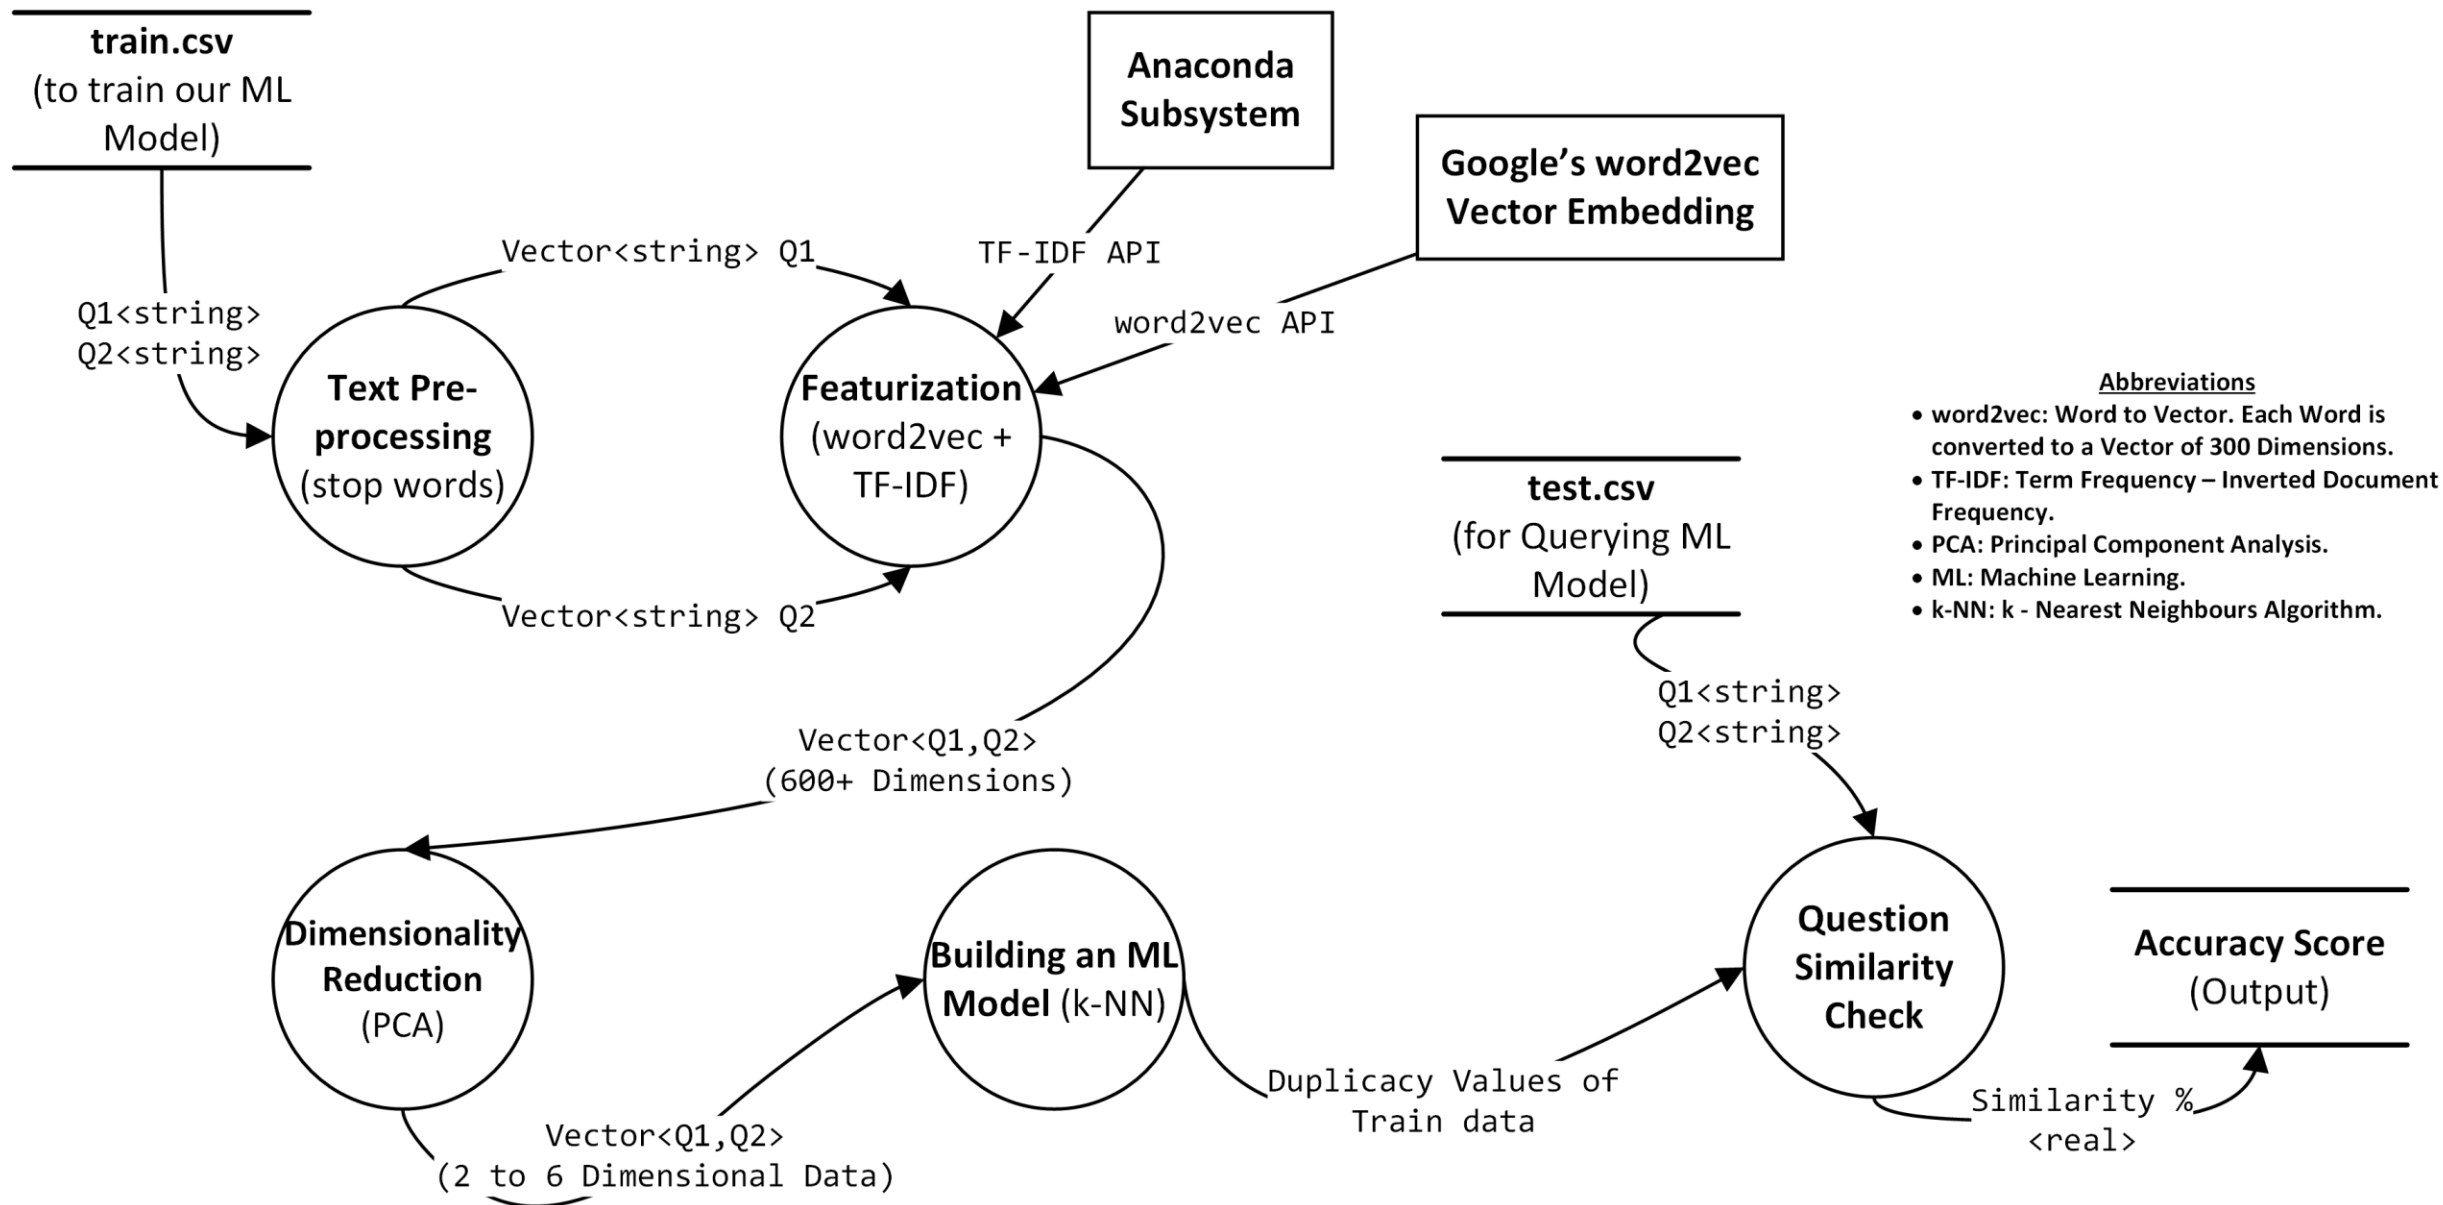 train.csv
(to train our ML
Model)
Anaconda
Subsystem
Google’s word2vec
Vector Embedding
Vector<string> Q1
TF-IDF API
word2vec API
Q1<string>
Q2<string>
Text Pre-
processing
(stop words)
Featurization
(word2vec +
TF-IDF)
Vector<string> Q2
Abbreviations
• word2vec: Word to Vector. Each Word is
converted to a Vector of 300 Dimensions.
• TF-IDF: Term Frequency – Inverted Document
Frequency.
• PCA: Principal Component Analysis.
• ML: Machine Learning.
• k-NN: k - Nearest Neighbours Algorithm.
test.csv
(for Querying ML
Model)
Q1<string>
Q2<string>
Vector<Q1,Q2>
(600+ Dimensions)
Dimensionality
Reduction
(PCA)
Building an ML
Model (k-NN)
Question
Similarity
Check
Accuracy Score
(Output)
Vector<Q1,Q2>
(2 to 6 Dimensional Data)
Duplicacy Values of
Train data
Similarity %
<real>